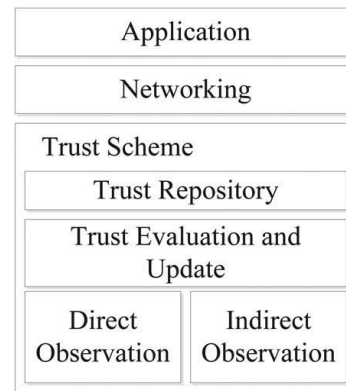 Application
Networking
Trust Scheme
Trust Repository
Trust Evaluation and
Update
Direct
Observation
Indirect
Observation